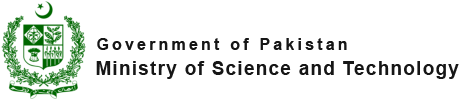 Government of Pakistan
Ministry of Science and Technology